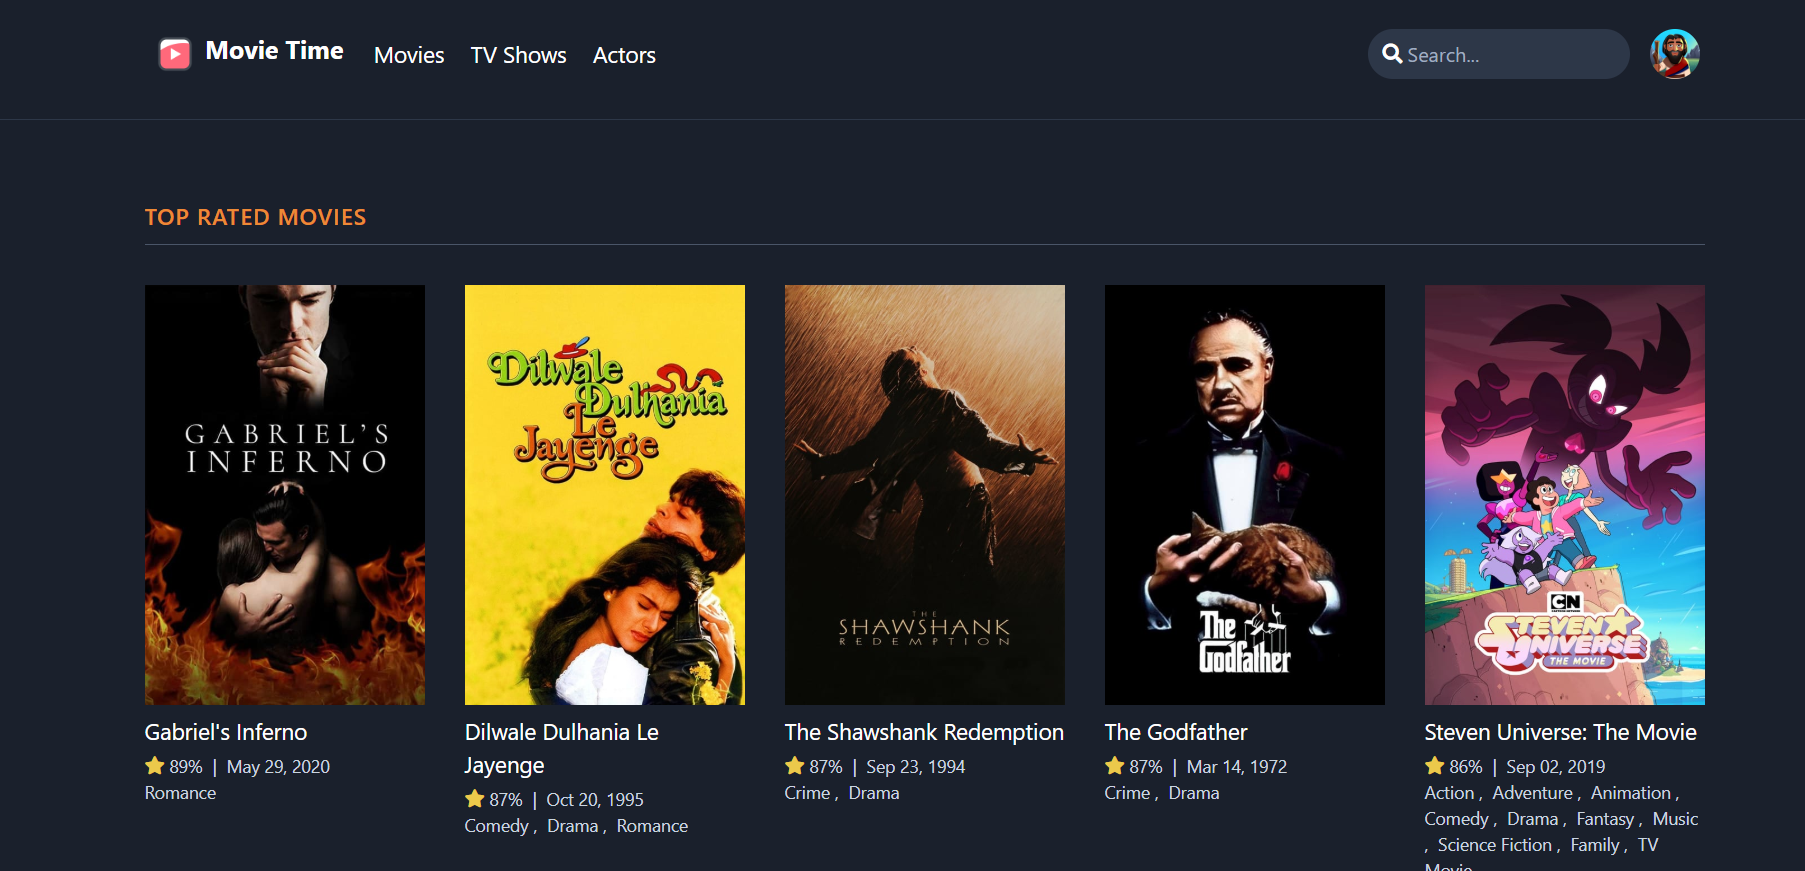 Movie Time
Movies
TV Shows
Actors
Search...
TOP RATED MOVIES
GABRIEL'S
INFERNO
Dilwale
Dulhania
Le
Jayenge
THE
SHAWSHANK
REDEMPTION
The
Godfather
CN
CARTOON NETWORK
STEVEN
UNIVERSE
THE MOVIE
Gabriel's Inferno
89% | May 29, 2020
Romance
Dilwale Dulhania Le
Jayenge
87% | Oct 20, 1995
Comedy , Drama , Romance
The Shawshank Redemption
87% | Sep 23, 1994
Crime , Drama
The Godfather
87% | Mar 14, 1972
Crime , Drama
Steven Universe: The Movie
86% | Sep 02, 2019
Action , Adventure , Animation ,
Comedy , Drama , Fantasy , Music
, Science Fiction , Family , TV
Movie